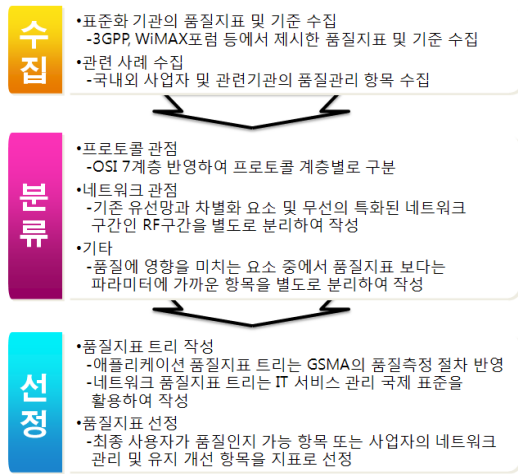 수집
•표준화 기관의 품질지표 및 기준 수집
-3GPP, WiMAX포럼 등에서 제시한 품질지표 및 기준 수집
•관련 사례 수집
-국내외 사업자 및 관련기관의 품질관리 항목 수집
분류
•프로토콜 관점
-OSI 7계층 반영하여 프로토콜 계층별로 구분
•네트워크 관점
-기존 유선망과 차별화 요소 및 무선의 특화된 네트워크
구간인 RF구간을 별도로 분리하여 작성
•기타
-품질에 영향을 미치는 요소 중에서 품질지표 보다는
파라미터에 가까운 항목을 별도로 분리하여 작성
선정
•품질지표 트리 작성
-애플리케이션 품질지표 트리는 GSMA의 품질측정 절차 반영
-네트워크 품질지표 트리는 IT 서비스 관리 국제 표준을
활용하여 작성
•품질지표 선정
-최종 사용자가 품질인지 가능 항목 또는 사업자의 네트워크
관리 및 유지 개선 항목을 지표로 선정